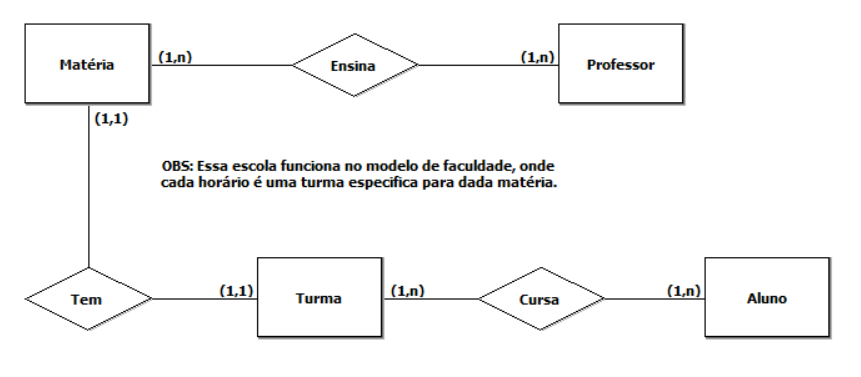 Matéria
(1,n)
Ensina
(1,n)
Professor
(1,1)
OBS: Essa escola funciona no modelo de faculdade, onde
cada horário é uma turma especifica para dada matéria.
Tem
(1,1)
Turma
(1,n)
Cursa
(1,n)
Aluno